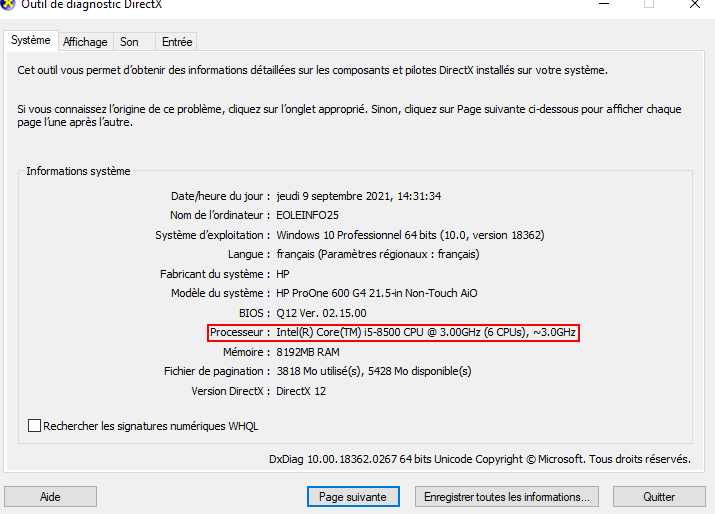 Outil de diagnostic DirectX
Système Affichage Son Entrée
Cet outil vous permet d'obtenir des informations détaillées sur les composants et pilotes DirectX installés sur votre système.
Si vous connaissez l'origine de ce problème, cliquez sur l'onglet approprié. Sinon, cliquez sur Page suivante ci-dessous pour afficher chaque
page l'une après l'autre.
Informations système
Date/heure du jour : jeudi 9 septembre 2021, 14:31:34
Nom de l'ordinateur : EOLEINFO25
Système d'exploitation : Windows 10 Professionnel 64 bits (10.0, version 18362)
Langue : français (Paramètres régionaux : français)
Fabricant du système : HP
Modèle du système : HP ProOne 600 G4 21.5-in Non-Touch AiO
BIOS : Q12 Ver. 02.15.00
Processeur : Intel(R) Core(TM) i5-8500 CPU @ 3.00GHz (6 CPUs), ~3.0GHz
Mémoire : 8192MB RAM
Fichier de pagination : 3818 Mo utilisé(s), 5428 Mo disponible(s)
Version DirectX : DirectX 12
Rechercher les signatures numériques WHQL
DxDiag 10.00.18362.0267 64 bits Unicode Copyright © Microsoft. Tous droits réservés.
Aide Page suivante Enregistrer toutes les informations... Quitter